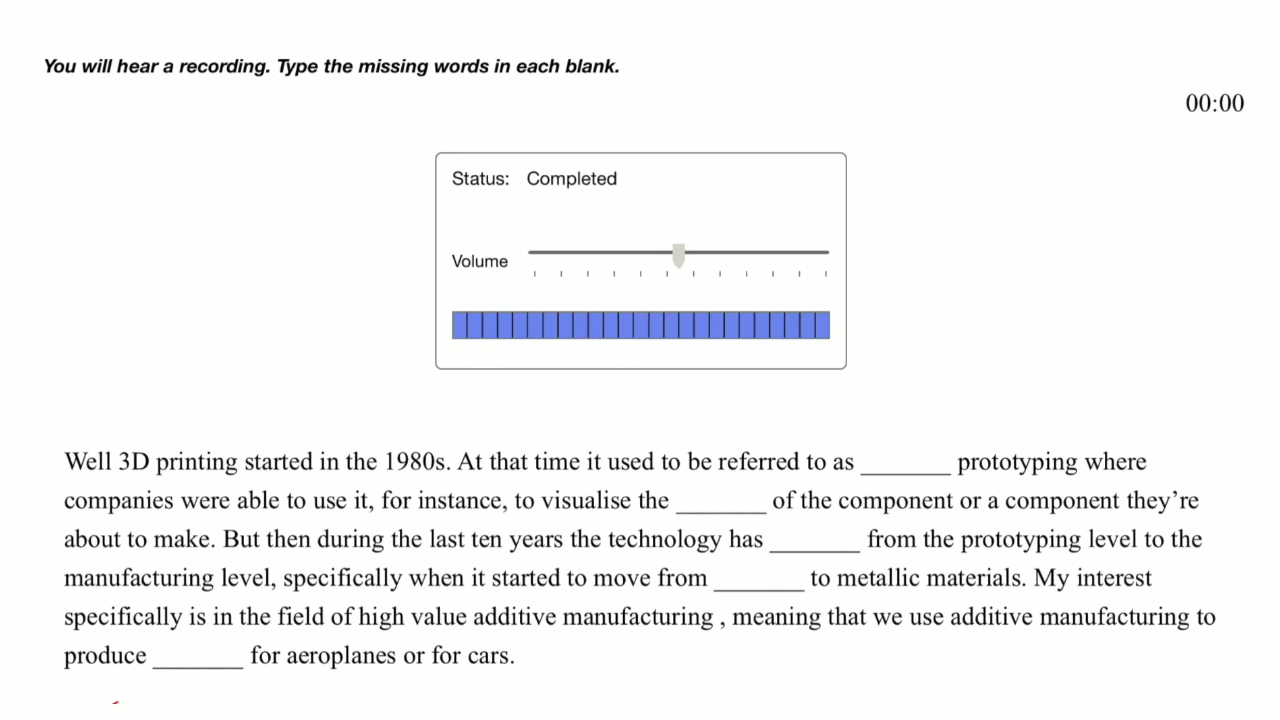 You will hear a recording. Type the missing words in each blank.
00:00
Status: Completed
Volume
Well 3D printing started in the 1980s. At that time it used to be referred to as _______ prototyping where
companies were able to use it, for instance, to visualise the _______ of the component or a component they’re
about to make. But then during the last ten years the technology has _______ from the prototyping level to the
manufacturing level, specifically when it started to move from _______ to metallic materials. My interest
specifically is in the field of high value additive manufacturing , meaning that we use additive manufacturing to
produce _______ for aeroplanes or for cars.